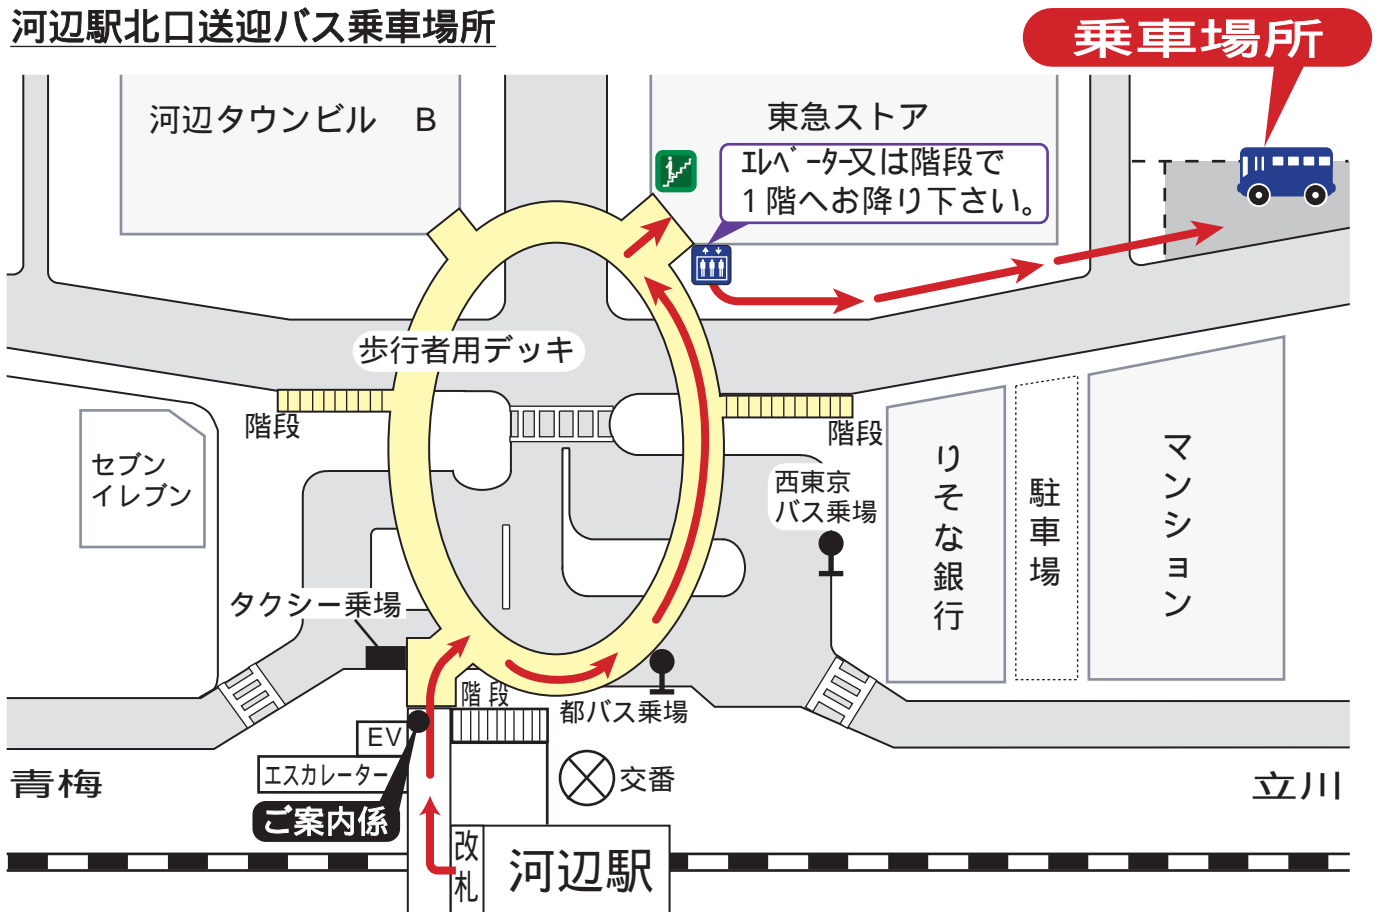 河辺駅北口送迎バス乗車場所
乗車場所
河辺タウンビル　B
東急ストア
エレベーター又は階段で
１階へお降り下さい。
歩行者用デッキ
階段
階段
セブン
イレブン
西東京
バス乗場
りそな銀行
駐車場
マンション
タクシー乗場
階段
都バス乗場
EV
エスカレーター
ご案内係
交番
青梅
立川
改札
河辺駅